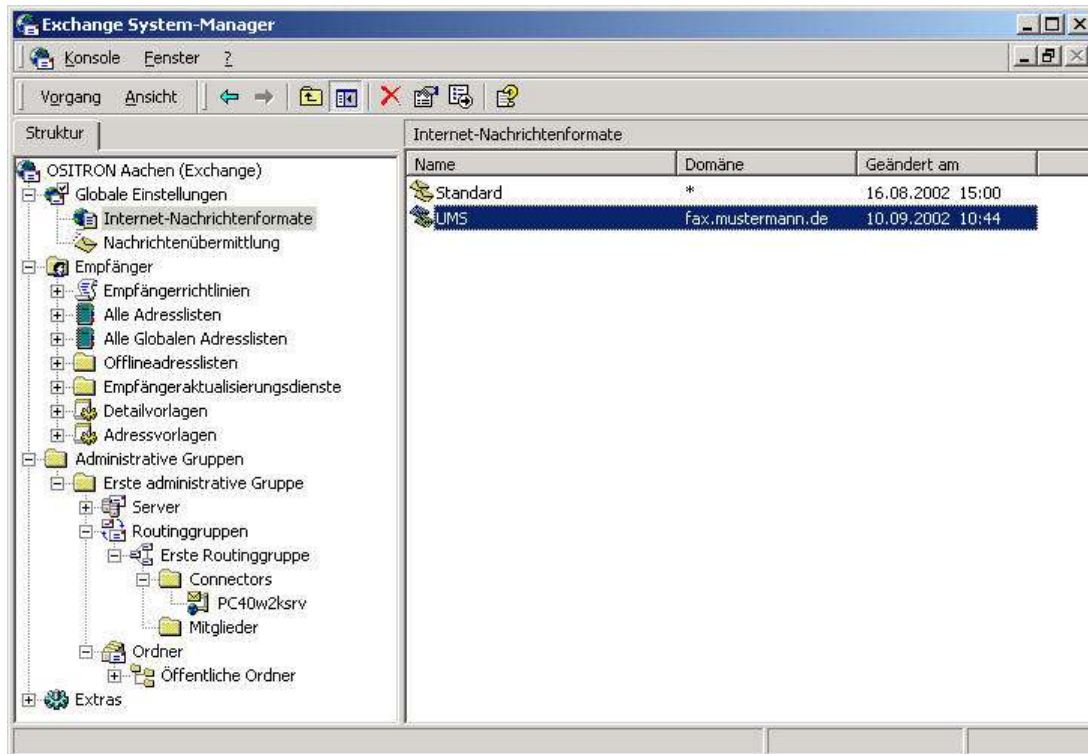 Exchange System-Manager
Konsole Fenster ?
Vorgang Ansicht
Struktur
Internet-Nachrichtenformate
OSITRON Aachen (Exchange)
Globale Einstellungen
Internet-Nachrichtenformate
Nachrichtenübermittlung
Empfänger
Empfängerrichtlinien
Alle Adresslisten
Alle Globalen Adresslisten
Offlineadresslisten
Empfängeraktualisierungsdienste
Detailvorlagen
Adressvorlagen
Administrative Gruppen
Erste administrative Gruppe
Server
Routinggruppen
Erste Routinggruppe
Connectors
PC40w2ksrv
Mitglieder
Ordner
Öffentliche Ordner
Extras
Name Domäne Geändert am
Standard * 16.08.2002 15:00
UMS fax.mustermann.de 10.09.2002 10:44